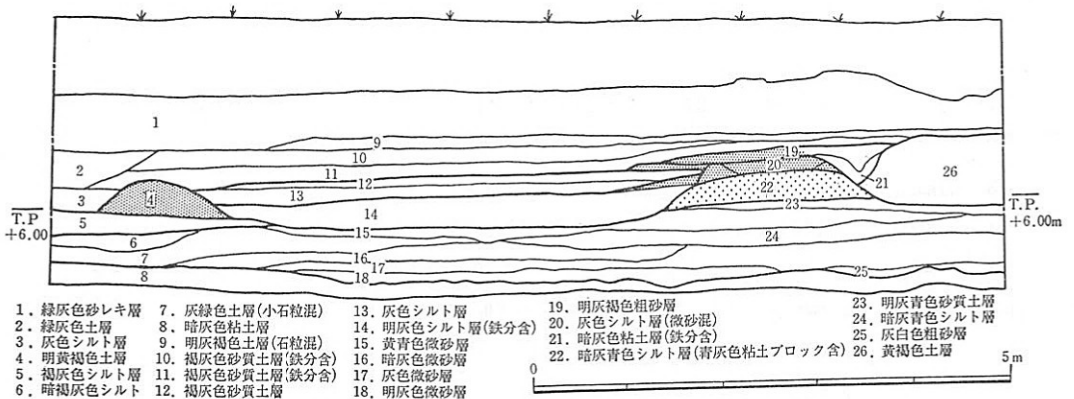 1
9
10
2
11
12
13
3
4
14
5
15
6
16
7
17
8
18
19
20
22
21
26
23
24
25
T.P
+6.00
T.P.
+6.00m
1. 緑灰色砂レキ層
2. 緑灰色土層
3. 灰色シルト層
4. 明黄褐色土層
5. 褐灰色シルト層
6. 暗褐灰色シルト
7. 灰緑色土層(小石粒混)
8. 暗灰色粘土層
9. 明灰褐色土層(石粒混)
10. 褐灰色砂質土層(鉄分含)
11. 褐灰色砂質土層(鉄分含)
12. 褐灰色砂質土層
13. 灰色シルト層
14. 明灰色シルト層(鉄分含)
15. 黄青色微砂層
16. 暗灰色微砂層
17. 灰色微砂層
18. 明灰色微砂層
19. 明灰褐色粗砂層
20. 灰色シルト層(微砂混)
21. 暗灰色粘土層(鉄分含)
22. 暗灰青色シルト層(青灰色粘土ブロック含)
23. 明灰青色砂質土層
24. 暗灰青色シルト層
25. 灰白色粗砂層
26. 黄褐色土層
0
5m